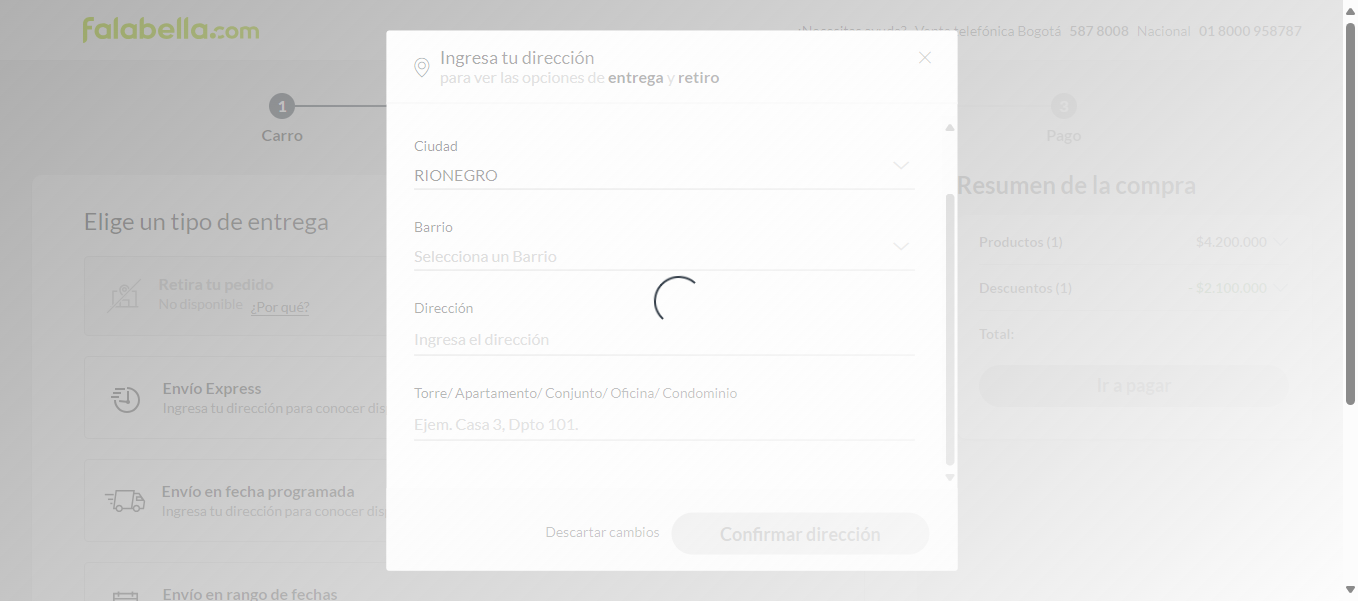 falabella.com
¿Necesitas ayuda? Venta telefónica Bogotá 587 8008 Nacional 01 8000 958787
Ingresa tu dirección
para ver las opciones de entrega y retiro
1
Carro
3
Pago
Elige un tipo de entrega
Retira tu pedido
No disponible ¿Por qué?
Envío Express
Ingresa tu dirección para conocer dis
Envío en fecha programada
Ingresa tu dirección para conocer dis
Envío en rango de fechas
Ciudad
RIONEGRO
Barrio
Selecciona un Barrio
Dirección
Ingresa el dirección
Torre/ Apartamento/ Conjunto/ Oficina/ Condominio
Ejem. Casa 3, Dpto 101.
Descartar cambios
Confirmar dirección
Resumen de la compra
Productos (1) $4.200.000
Descuentos (1) - $2.100.000
Total:
Ir a pagar